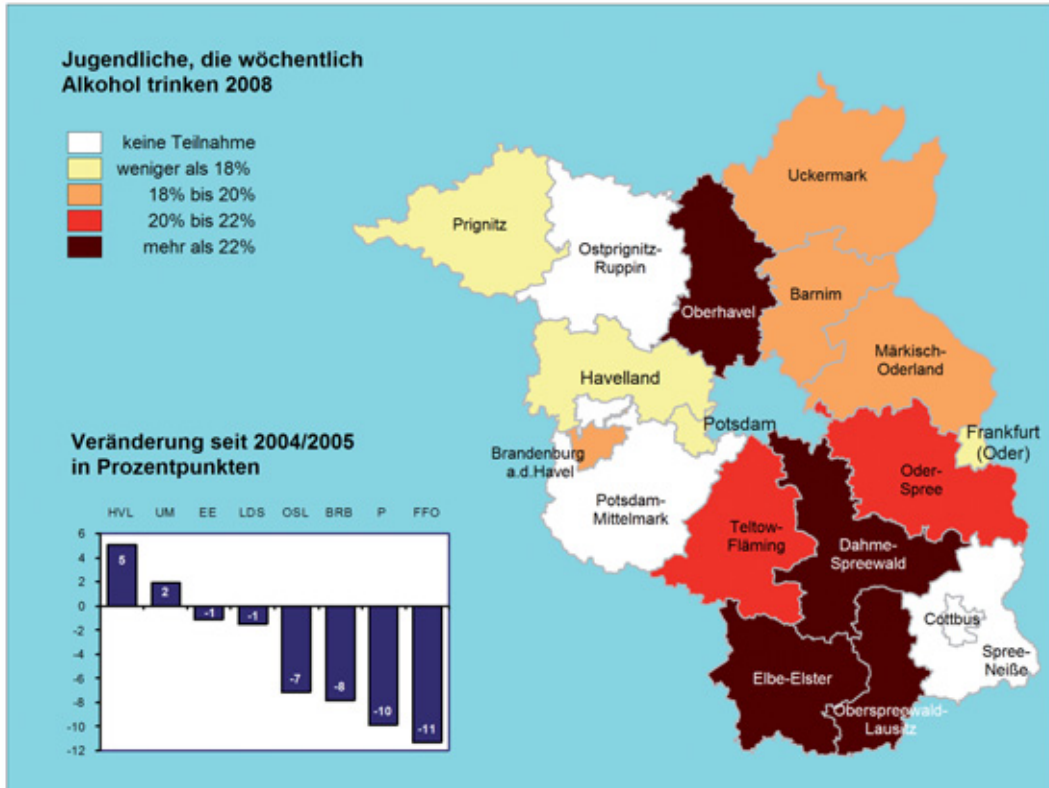 Jugendliche, die wöchentlich
Alkohol trinken 2008
keine Teilnahme
weniger als 18%
18% bis 20%
20% bis 22%
mehr als 22%
Uckermark
Prignitz
Ostprignitz-
Ruppin
Oberhavel
Barnim
Märkisch-
Oderland
Havelland
Potsdam
Frankfurt
(Oder)
Brandenburg
a.d.Havel
Oder-
Spree
Potsdam-
Mittelmark
Teltow-
Fläming
Dahme-
Spreewald
Cottbus
Spree-
Neiße
Elbe-Elster
Oberspreewald-
Lausitz
Veränderung seit 2004/2005
in Prozentpunkten
HVL UM EE LDS OSL BRB P FFO
6
4
2
0
-2
-4
-6
-8
-10
-12
5
2
-1
-1
-7
-8
-10
-11